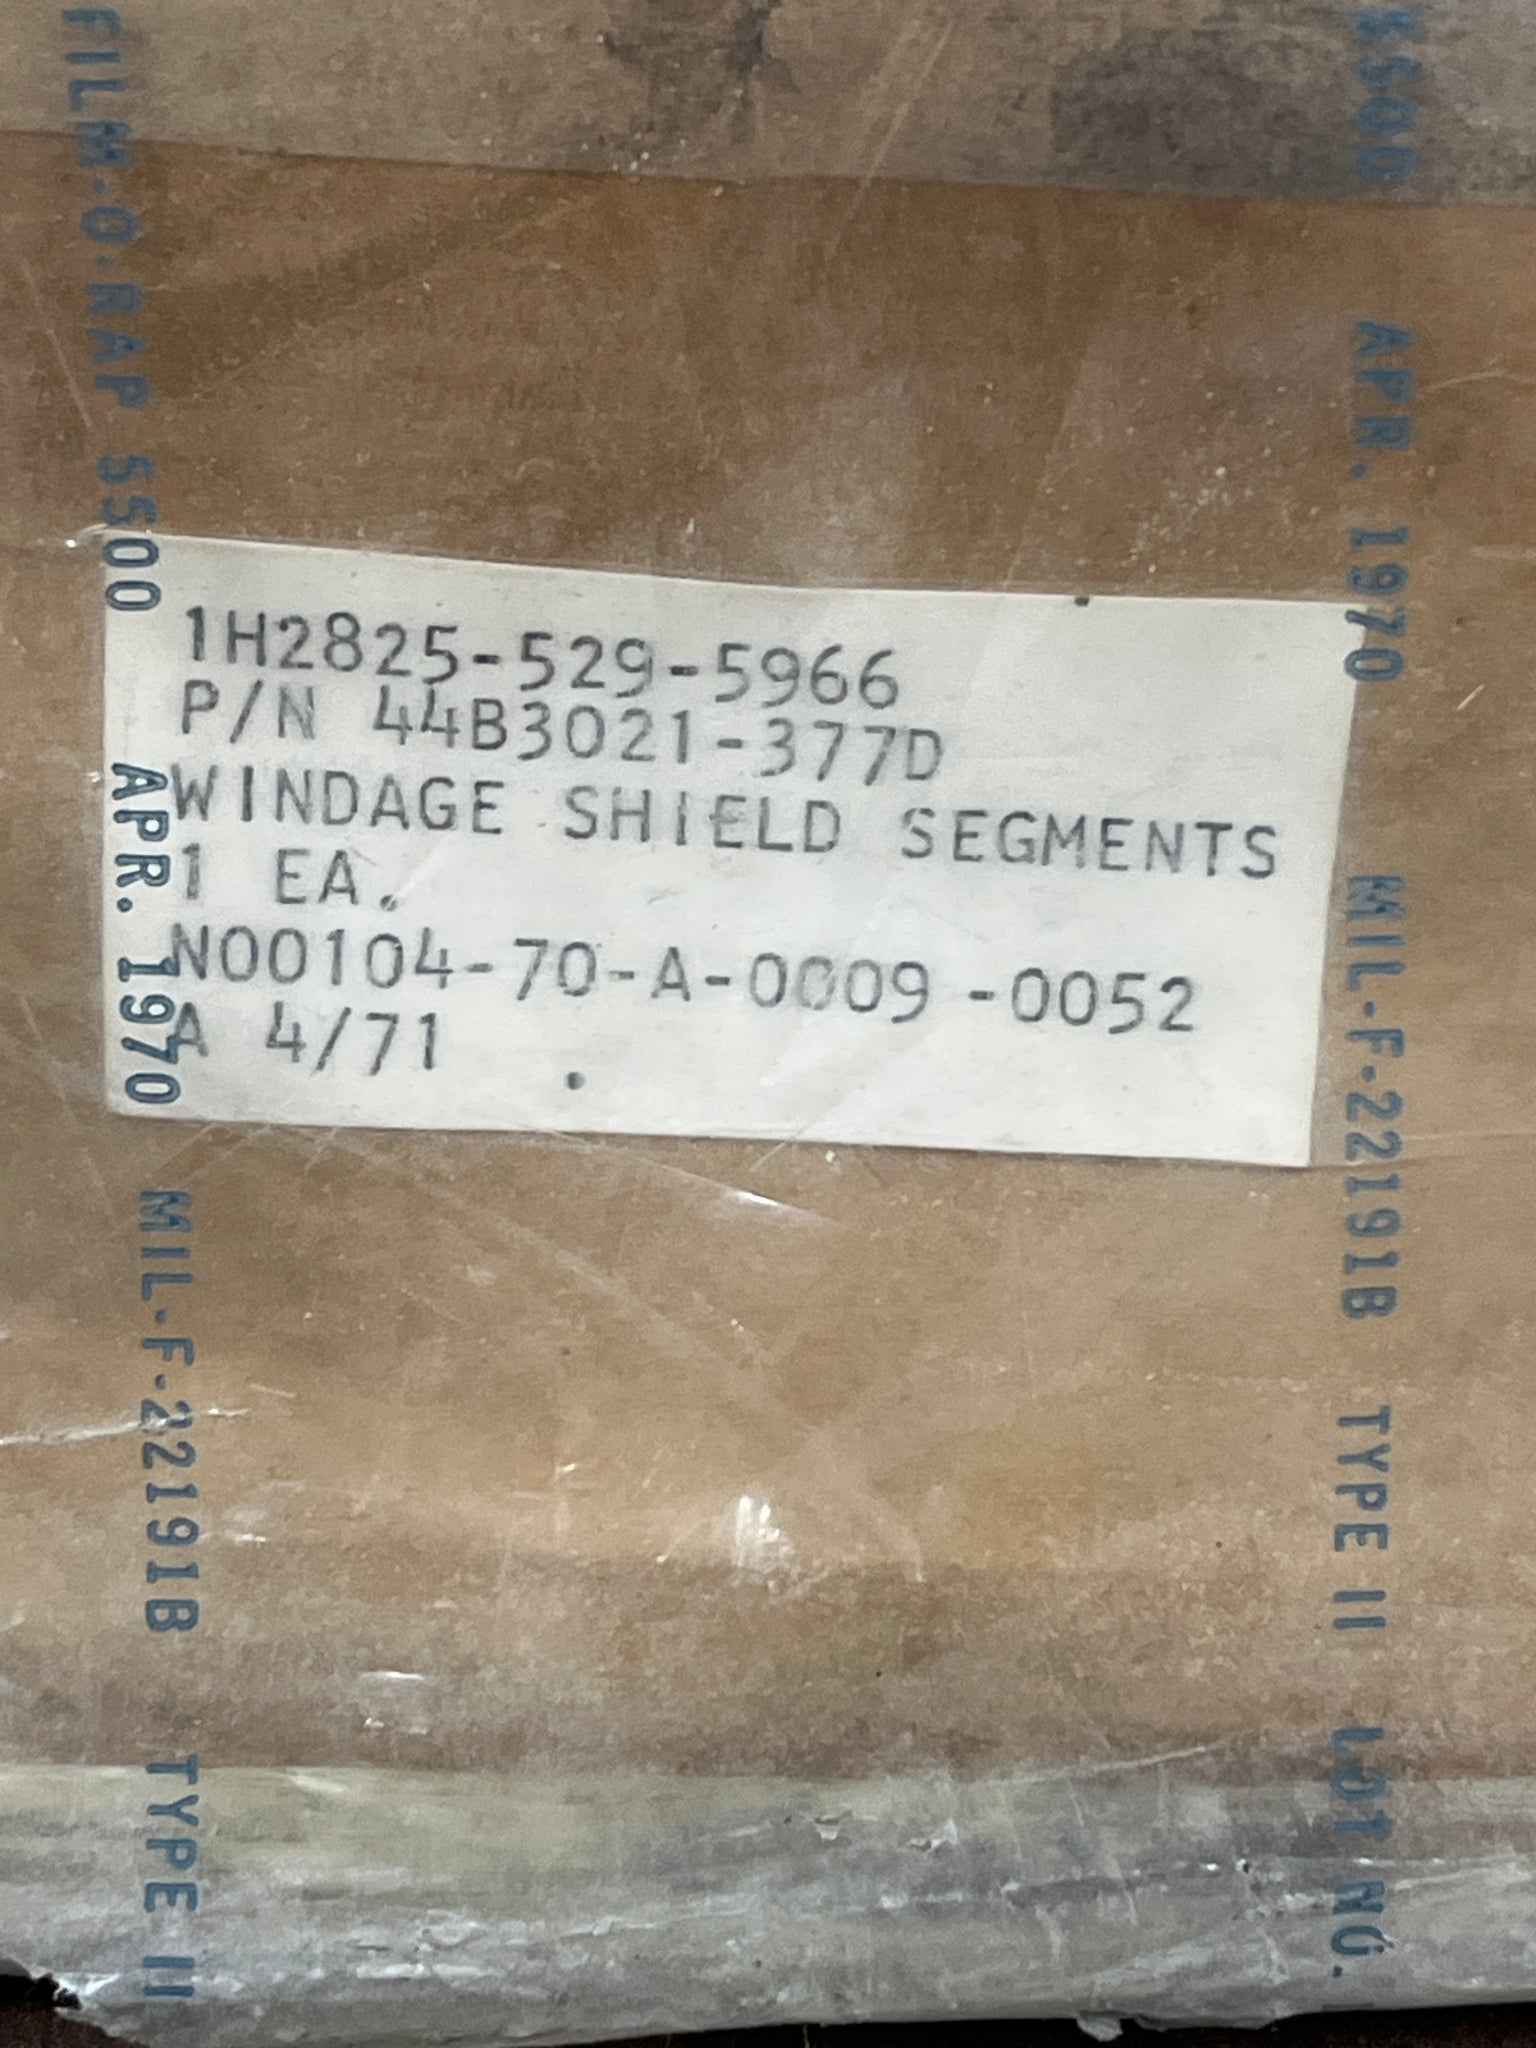 FILM·O·RAP 5500 APR. 1970 MIL-F-22191B TYPE II
1H2825-529-5966
P/N 44B3021-377D
WINDAGE SHIELD SEGMENTS
1 EA.
N00104-70-A-0009 -0052
A 4/71
5500 APR. 1970 MIL-F-22191B TYPE II LOT NO.